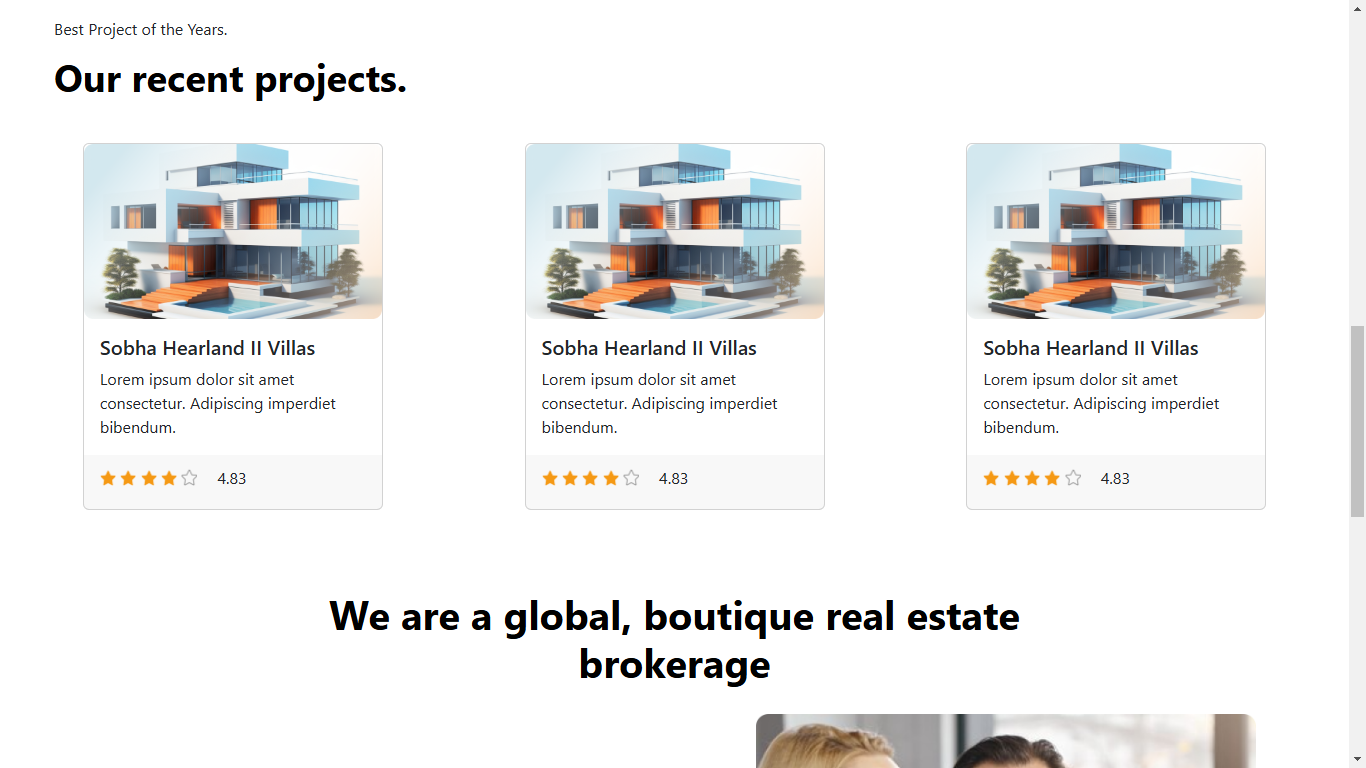 Best Project of the Years.
Our recent projects.
Sobha Hearland II Villas
Lorem ipsum dolor sit amet
consectetur. Adipiscing imperdiet
bibendum.
4.83
Sobha Hearland II Villas
Lorem ipsum dolor sit amet
consectetur. Adipiscing imperdiet
bibendum.
4.83
Sobha Hearland II Villas
Lorem ipsum dolor sit amet
consectetur. Adipiscing imperdiet
bibendum.
4.83
We are a global, boutique real estate
brokerage